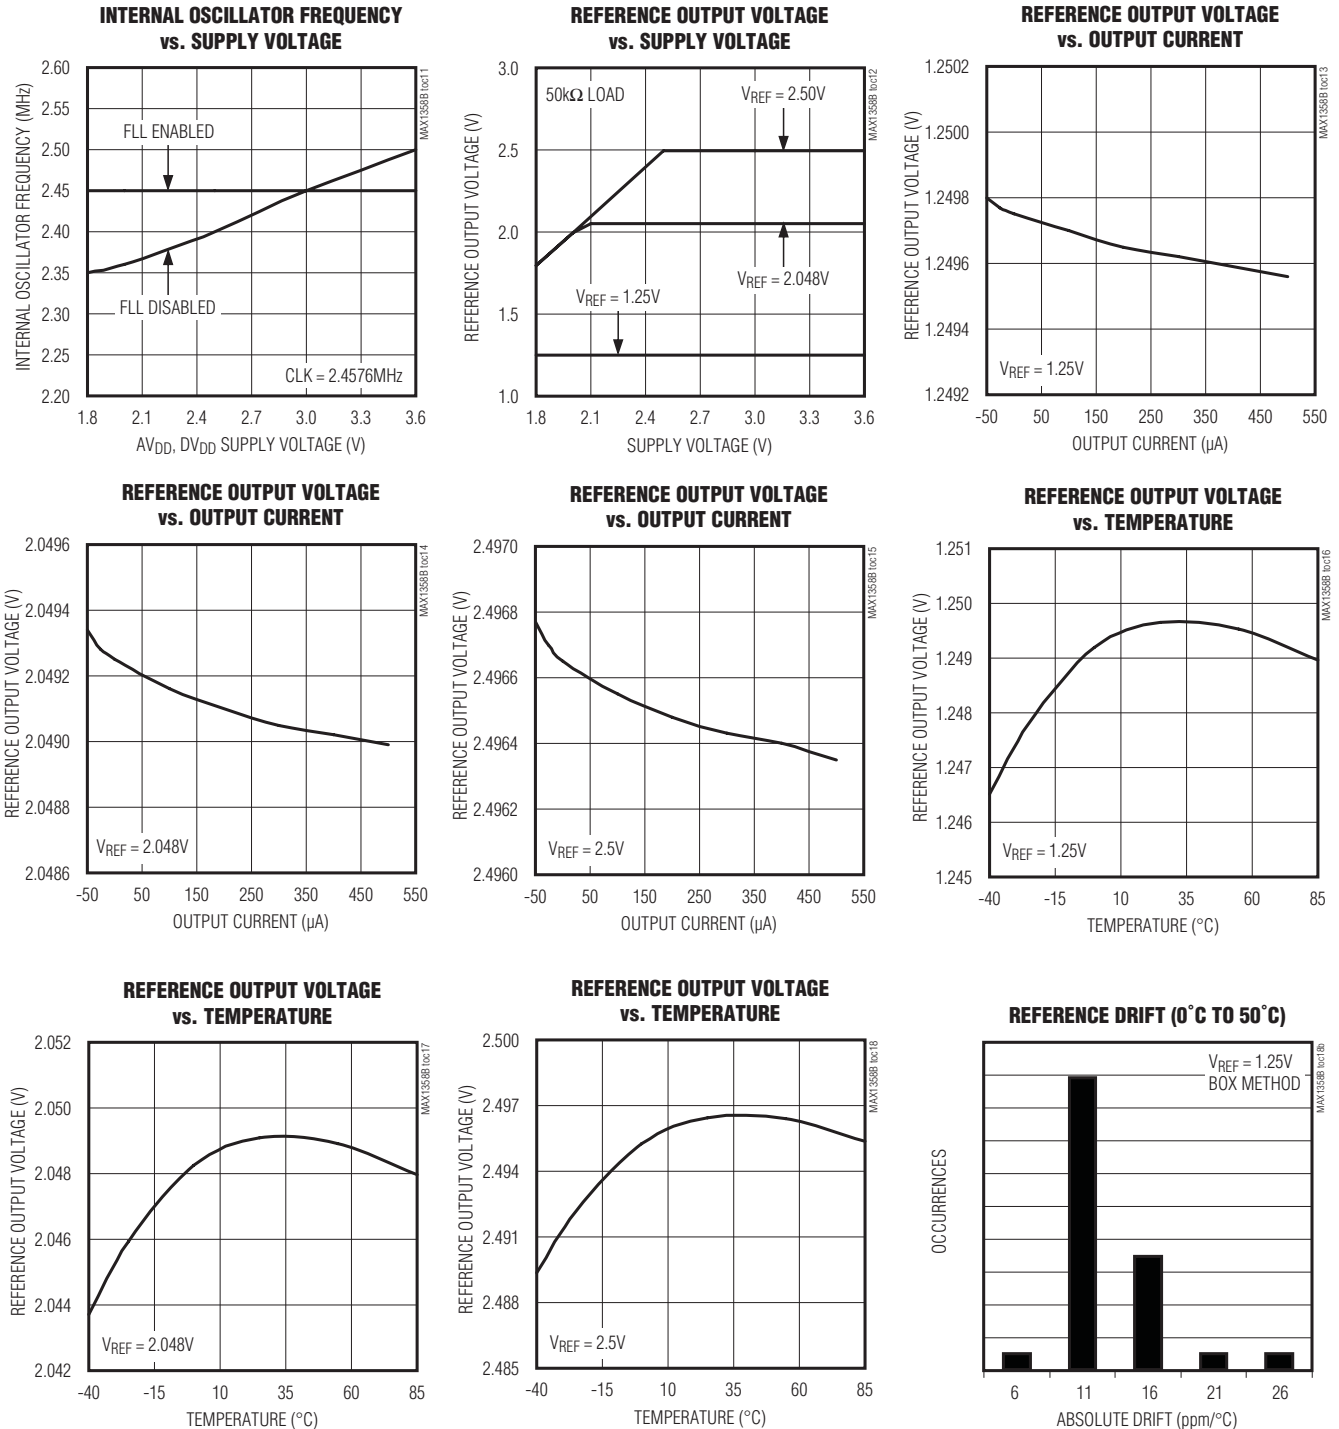 INTERNAL OSCILLATOR FREQUENCY
vs. SUPPLY VOLTAGE
INTERNAL OSCILLATOR FREQUENCY (MHz)
2.60
2.55
2.50
2.45
2.40
2.35
2.30
2.25
2.20
FLL ENABLED
FLL DISABLED
CLK = 2.4576MHz
MAX1358B toc11
1.8 2.1 2.4 2.7 3.0 3.3 3.6
AVDD, DVDD SUPPLY VOLTAGE (V)
REFERENCE OUTPUT VOLTAGE
vs. SUPPLY VOLTAGE
REFERENCE OUTPUT VOLTAGE (V)
3.0
2.5
2.0
1.5
1.0
50kΩ LOAD
VREF = 2.50V
VREF = 2.048V
VREF = 1.25V
MAX1358B toc12
1.8 2.1 2.4 2.7 3.0 3.3 3.6
SUPPLY VOLTAGE (V)
REFERENCE OUTPUT VOLTAGE
vs. OUTPUT CURRENT
REFERENCE OUTPUT VOLTAGE (V)
1.2502
1.2500
1.2498
1.2496
1.2494
1.2492
VREF = 1.25V
MAX1358B toc13
-50 50 150 250 350 450 550
OUTPUT CURRENT (µA)
REFERENCE OUTPUT VOLTAGE
vs. OUTPUT CURRENT
REFERENCE OUTPUT VOLTAGE (V)
2.0496
2.0494
2.0492
2.0490
2.0488
2.0486
VREF = 2.048V
MAX1358B toc14
-50 50 150 250 350 450 550
OUTPUT CURRENT (µA)
REFERENCE OUTPUT VOLTAGE
vs. OUTPUT CURRENT
REFERENCE OUTPUT VOLTAGE (V)
2.4970
2.4968
2.4966
2.4964
2.4962
2.4960
VREF = 2.5V
MAX1358B toc15
-50 50 150 250 350 450 550
OUTPUT CURRENT (µA)
REFERENCE OUTPUT VOLTAGE
vs. TEMPERATURE
REFERENCE OUTPUT VOLTAGE (V)
1.251
1.250
1.249
1.248
1.247
1.246
1.245
VREF = 1.25V
MAX1358B toc16
-40 -15 10 35 60 85
TEMPERATURE (°C)
REFERENCE OUTPUT VOLTAGE
vs. TEMPERATURE
REFERENCE OUTPUT VOLTAGE (V)
2.052
2.050
2.048
2.046
2.044
2.042
VREF = 2.048V
MAX1358B toc17
-40 -15 10 35 60 85
TEMPERATURE (°C)
REFERENCE OUTPUT VOLTAGE
vs. TEMPERATURE
REFERENCE OUTPUT VOLTAGE (V)
2.500
2.497
2.494
2.491
2.488
2.485
VREF = 2.5V
MAX1358B toc18
-40 -15 10 35 60 85
TEMPERATURE (°C)
REFERENCE DRIFT (0˚C TO 50˚C)
OCCURRENCES
VREF = 1.25V
BOX METHOD
MAX1358B toc18b
6 11 16 21 26
ABSOLUTE DRIFT (ppm/°C)